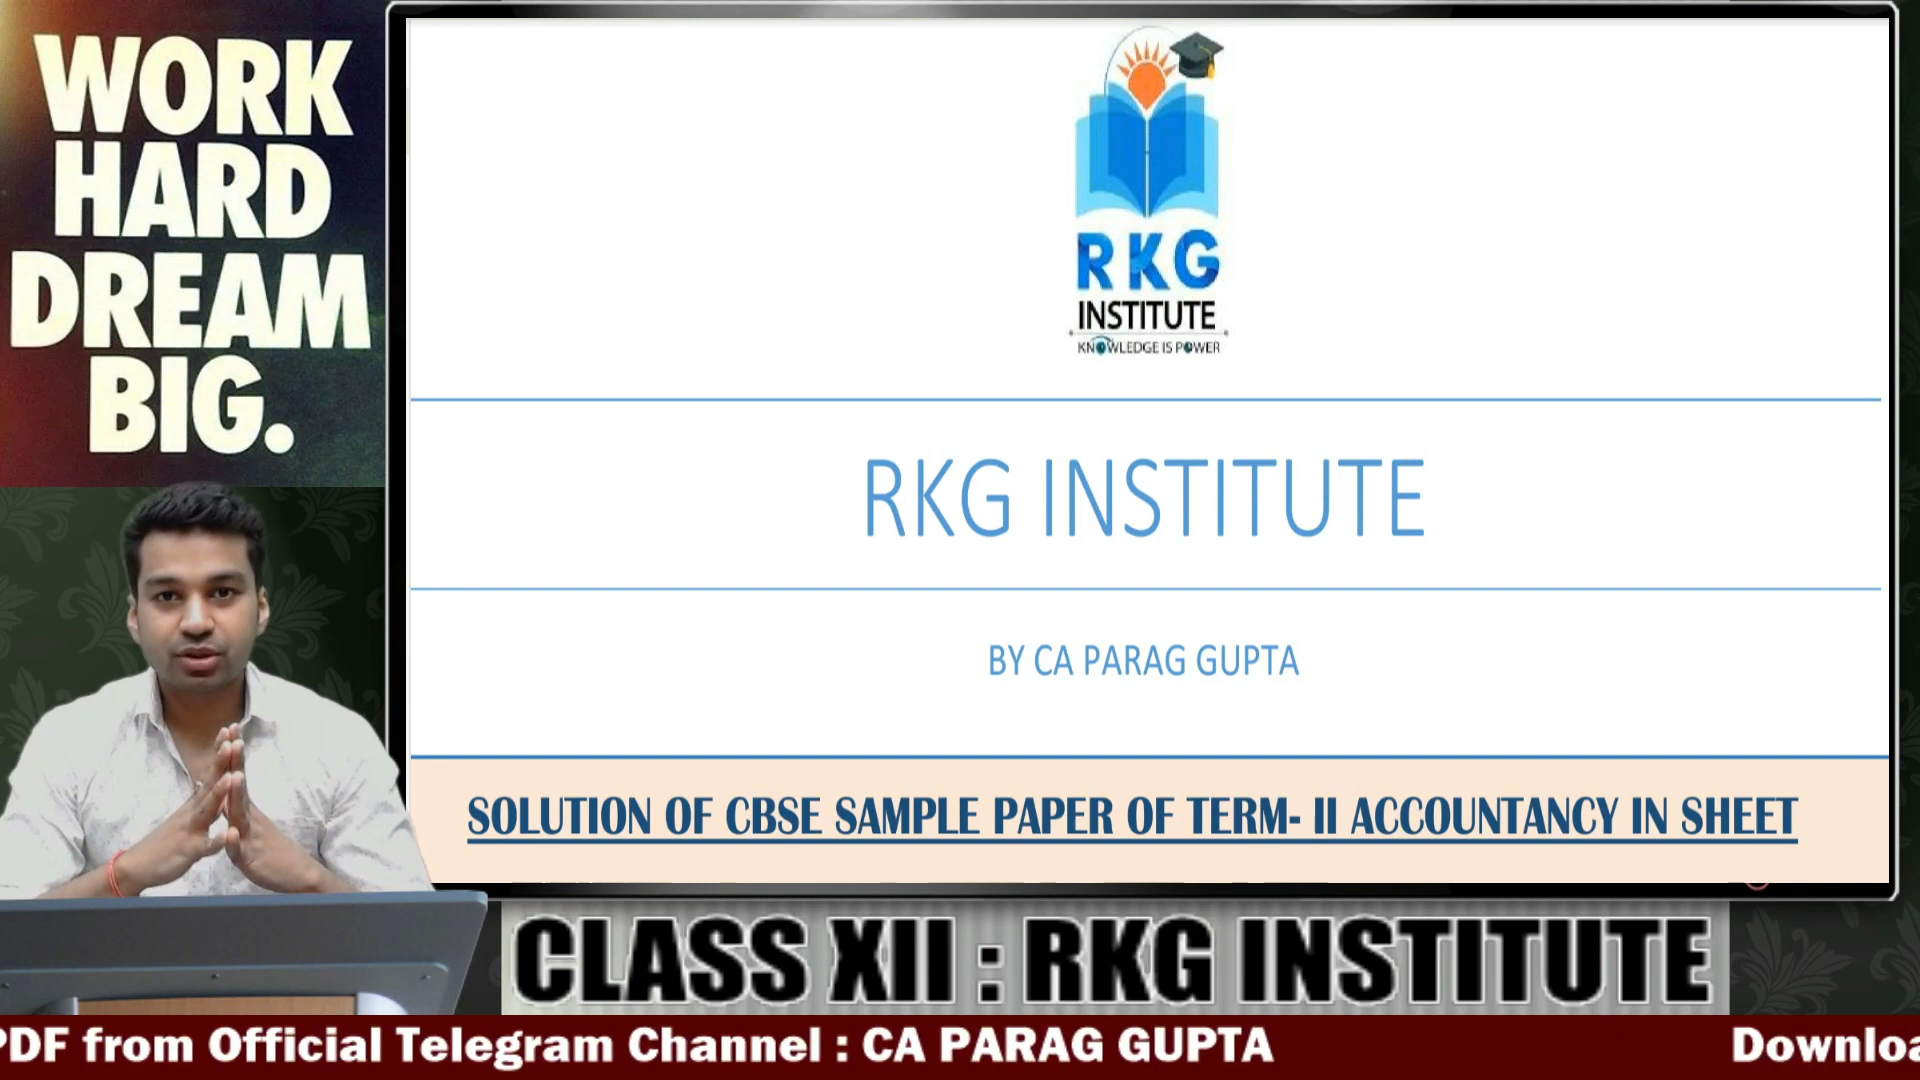 WORK
HARD
DREAM
BIG.
RKG
INSTITUTE
KNOWLEDGE IS POWER
RKG INSTITUTE
BY CA PARAG GUPTA
SOLUTION OF CBSE SAMPLE PAPER OF TERM- II ACCOUNTANCY IN SHEET
CLASS XII : RKG INSTITUTE
PDF from Official Telegram Channel : CA PARAG GUPTA